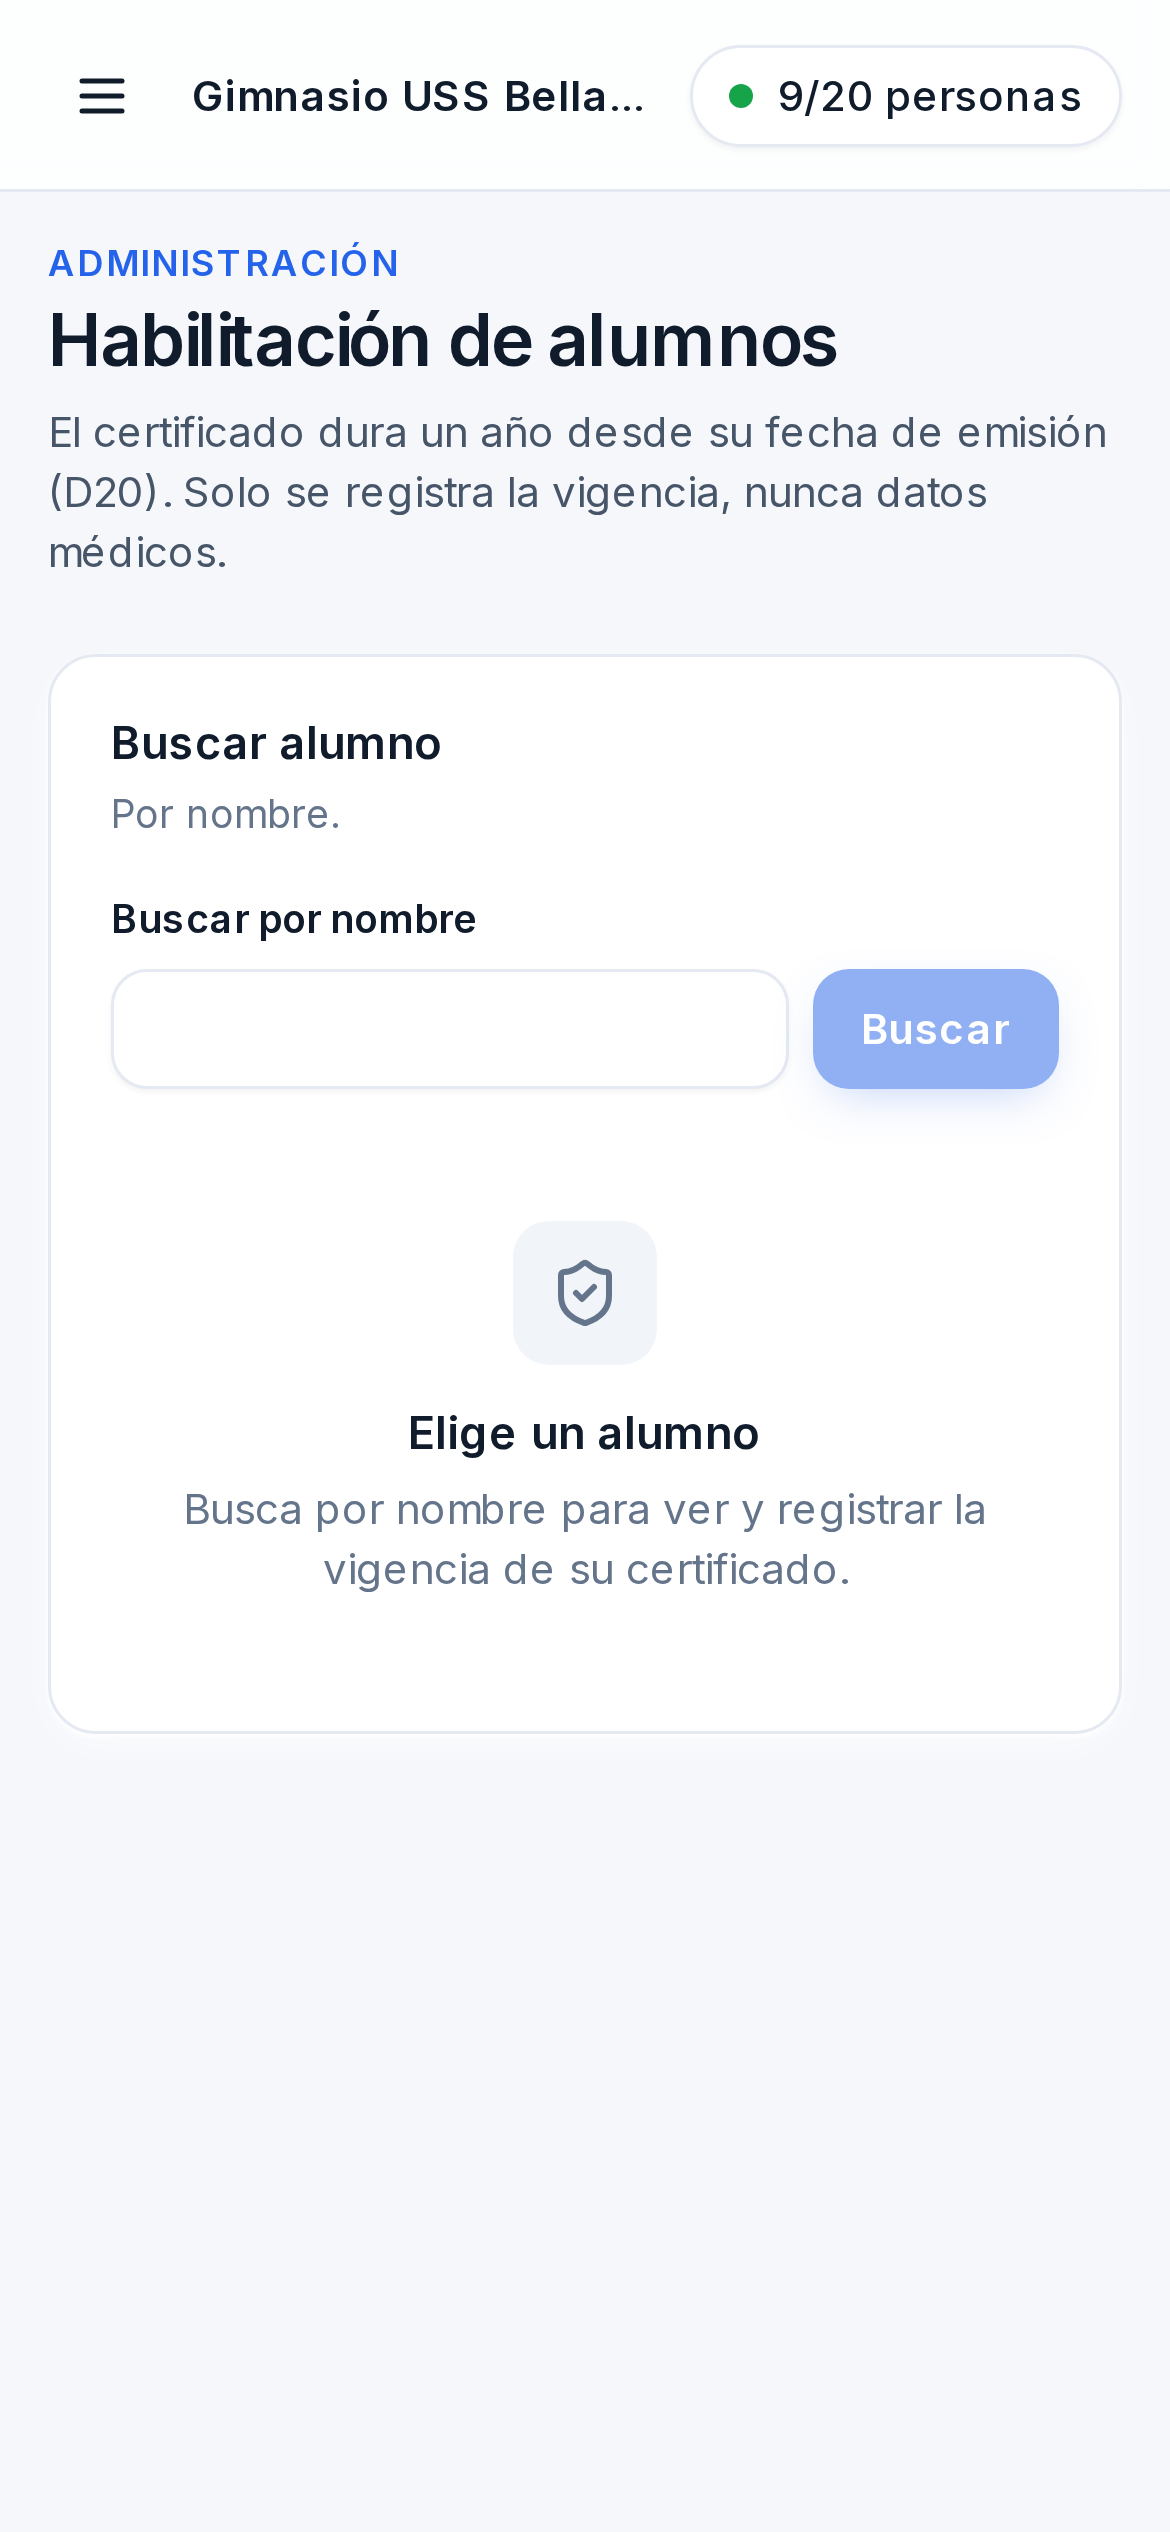 Gimnasio USS Bella...
9/20 personas
ADMINISTRACIÓN
Habilitación de alumnos
El certificado dura un año desde su fecha de emisión
(D20). Solo se registra la vigencia, nunca datos
médicos.
Buscar alumno
Por nombre.
Buscar por nombre
Buscar
Elige un alumno
Busca por nombre para ver y registrar la
vigencia de su certificado.